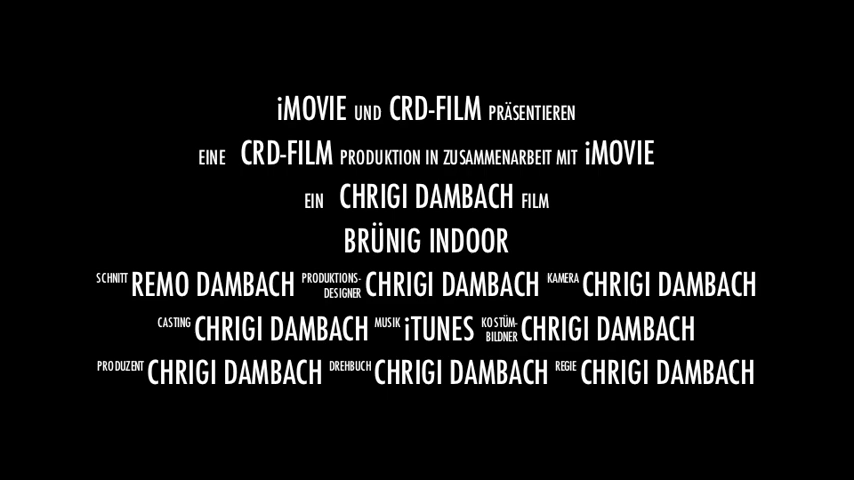 iMOVIE UND CRD-FILM PRÄSENTIEREN
EINE CRD-FILM PRODUKTION IN ZUSAMMENARBEIT MIT iMOVIE
EIN CHRIGI DAMBACH FILM
BRÜNIG INDOOR
SCHNITT REMO DAMBACH PRODUKTIONS-DESIGNER CHRIGI DAMBACH KAMERA CHRIGI DAMBACH
CASTING CHRIGI DAMBACH MUSIK iTUNES KOSTÜM-BILDNER CHRIGI DAMBACH
PRODUZENT CHRIGI DAMBACH DREHBUCH CHRIGI DAMBACH REGIE CHRIGI DAMBACH